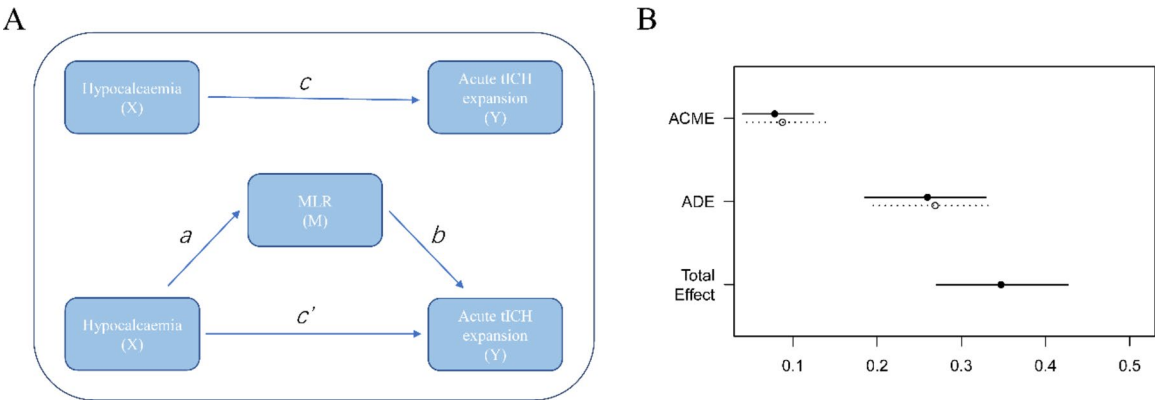 A
Hypocalcaemia
(X)
c
Acute tICH
expansion
(Y)
MLR
(M)
a
b
Hypocalcaemia
(X)
c’
Acute tICH
expansion
(Y)
B
ACME
ADE
Total
Effect
0.1 0.2 0.3 0.4 0.5